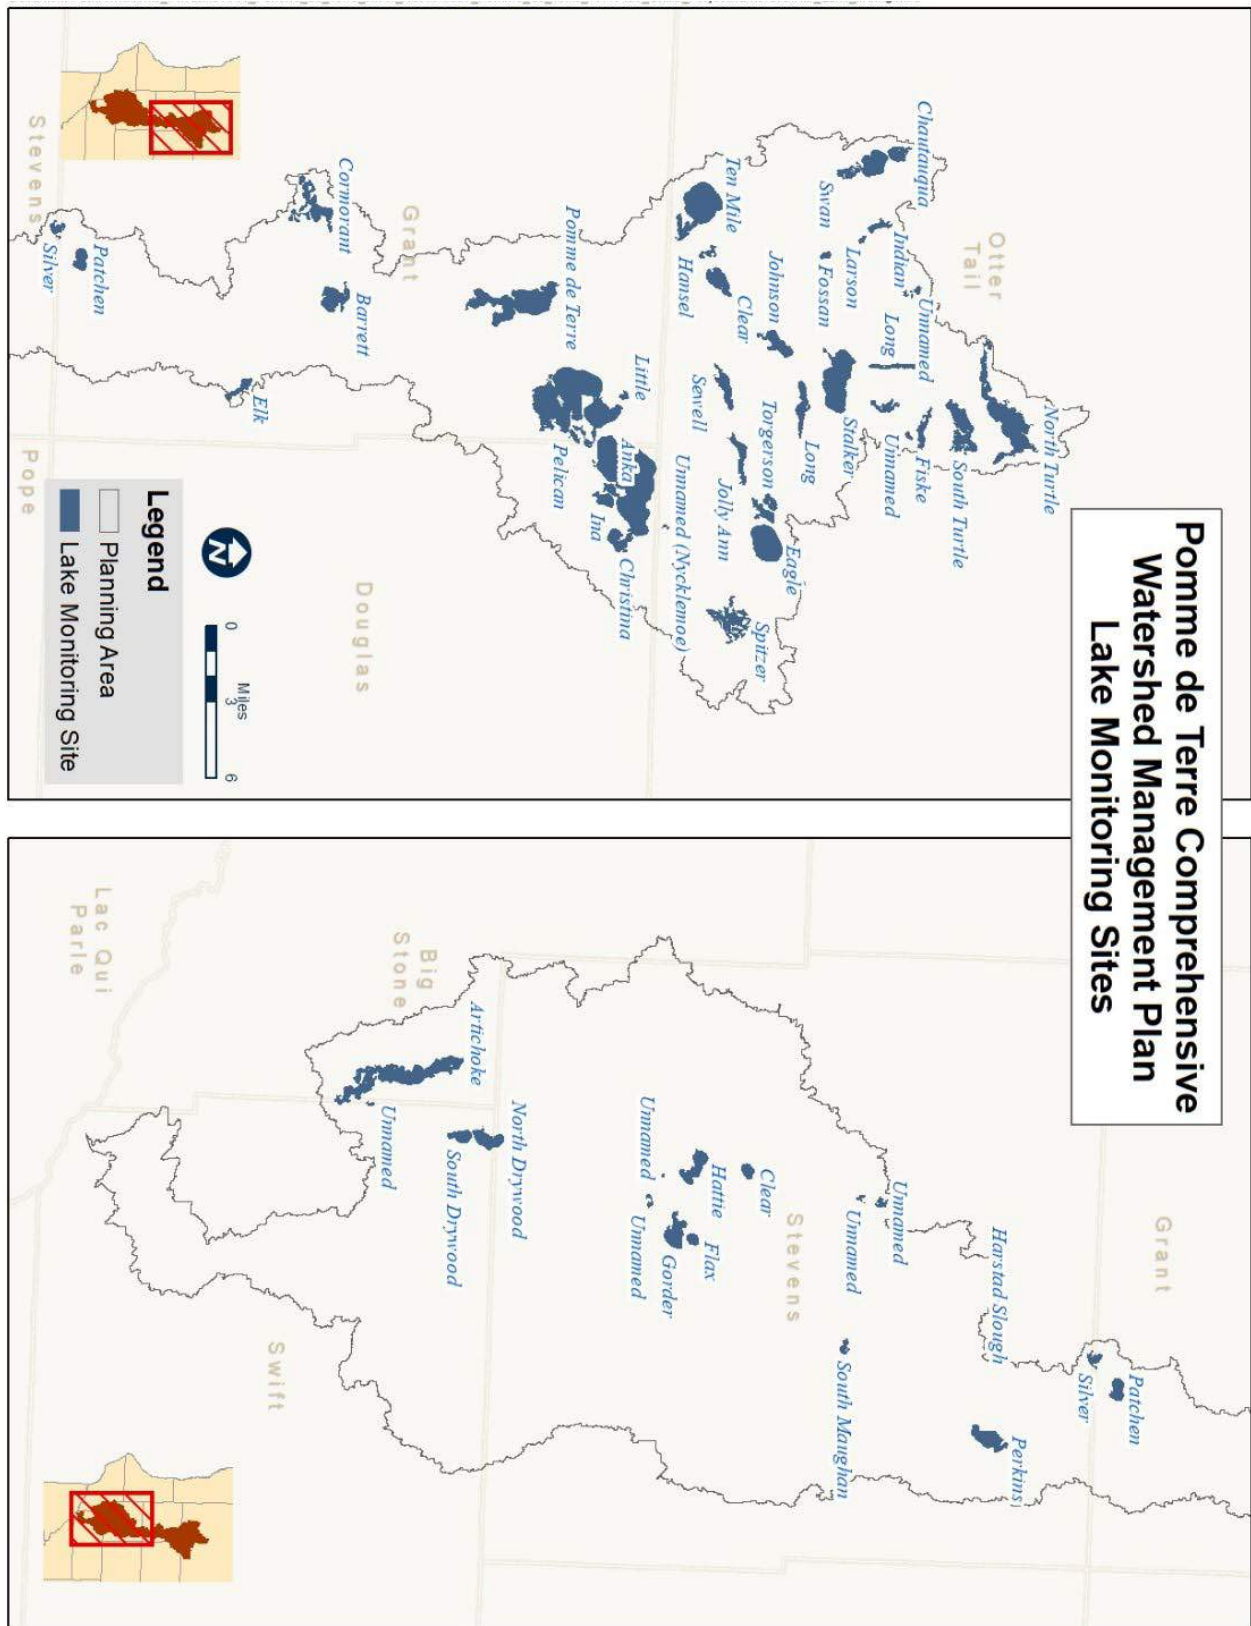 Pomme de Terre Comprehensive
Watershed Management Plan
Lake Monitoring Sites
North Turtle
Otter
Tail
South Turtle
Chautauqua
Fiske
Unnamed
Indian
Long
Unnamed
Larson
Stalker
Swan
Fossan
Long
Eagle
Johnson
Torgerson
Spitzer
Ten Mile
Clear
Jolly Ann
Sewell
Hansel
Unnamed (Nycklemoe)
Little
Anka
Christina
Ina
Pomme de Terre
Pelican
Grant
Douglas
Barrett
Cormorant
Elk
Patchen
Silver
Stevens
Pope
Miles
0
3
6
N
Legend
Planning Area
Lake Monitoring Site
Grant
Patchen
Silver
Perkins
Harstad Slough
Unnamed
Unnamed
South Maughan
Stevens
Clear
Hattie
Flax
Gorder
Unnamed
Unnamed
North Drywood
South Drywood
Artichoke
Unnamed
Big
Stone
Swift
Lac Qui
Parle